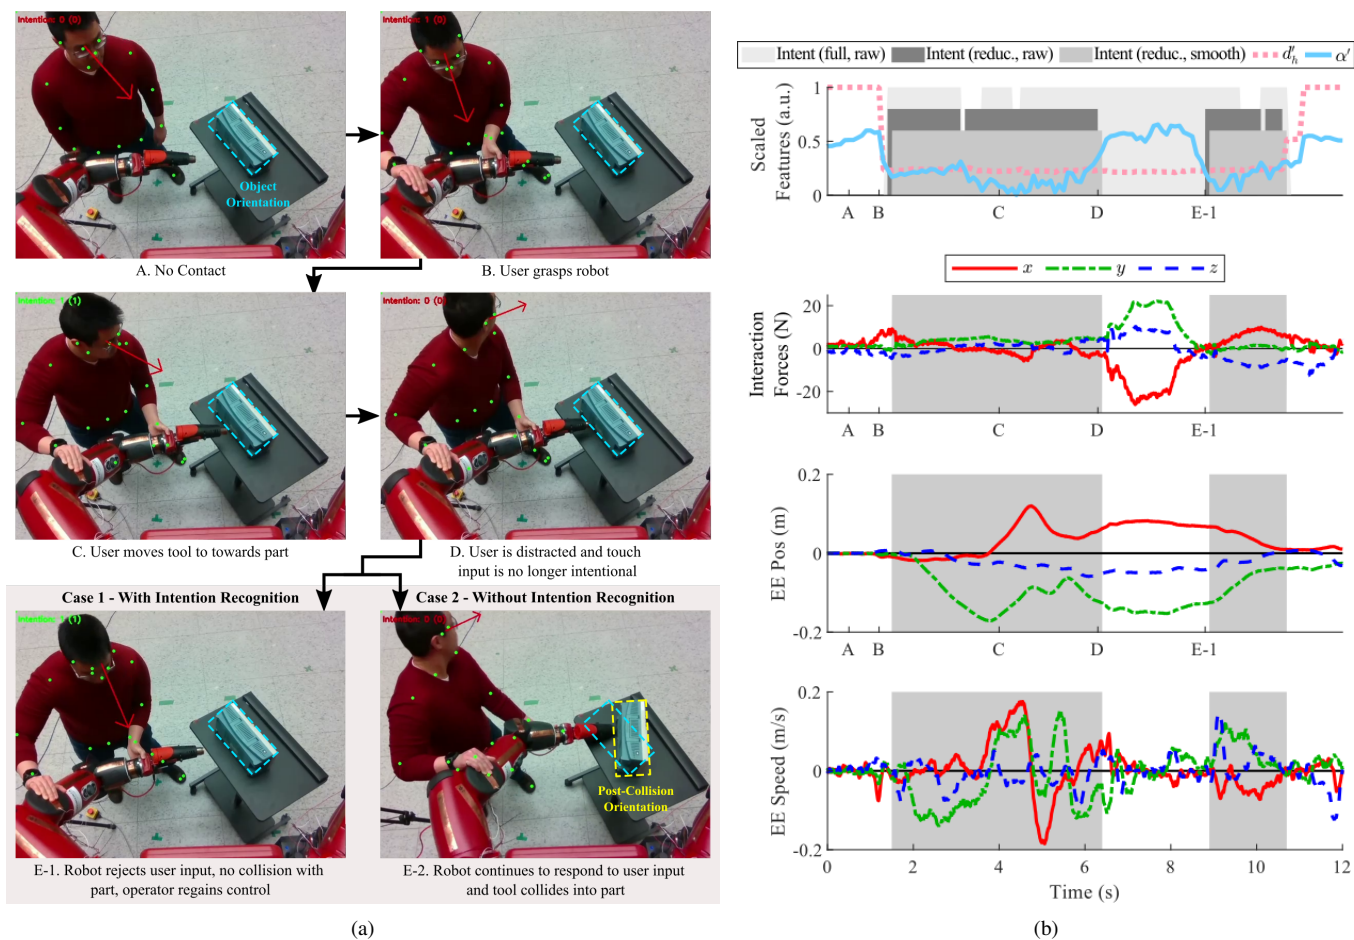 Intention: 0 (0)
Object
Orientation
A. No Contact
Intention: 1 (0)
B. User grasps robot
Intention: 1 (1)
C. User moves tool to towards part
Intention: 0 (0)
D. User is distracted and touch
input is no longer intentional
Case 1 - With Intention Recognition
Case 2 - Without Intention Recognition
Intention: 1 (1)
E-1. Robot rejects user input, no collision with
part, operator regains control
Intention: 0 (0)
Post-Collision
Orientation
E-2. Robot continues to respond to user input
and tool collides into part
(a)
Intent (full, raw) Intent (reduc., raw) Intent (reduc., smooth) d′h α′
Scaled
Features (a.u.)
1
0.5
0
A B C D E-1
x y z
Interaction
Forces (N)
20
0
-20
A B C D E-1
EE Pos (m)
0.2
0
-0.2
A B C D E-1
EE Speed (m/s)
0.2
0
-0.2
0 2 4 6 8 10 12
Time (s)
(b)